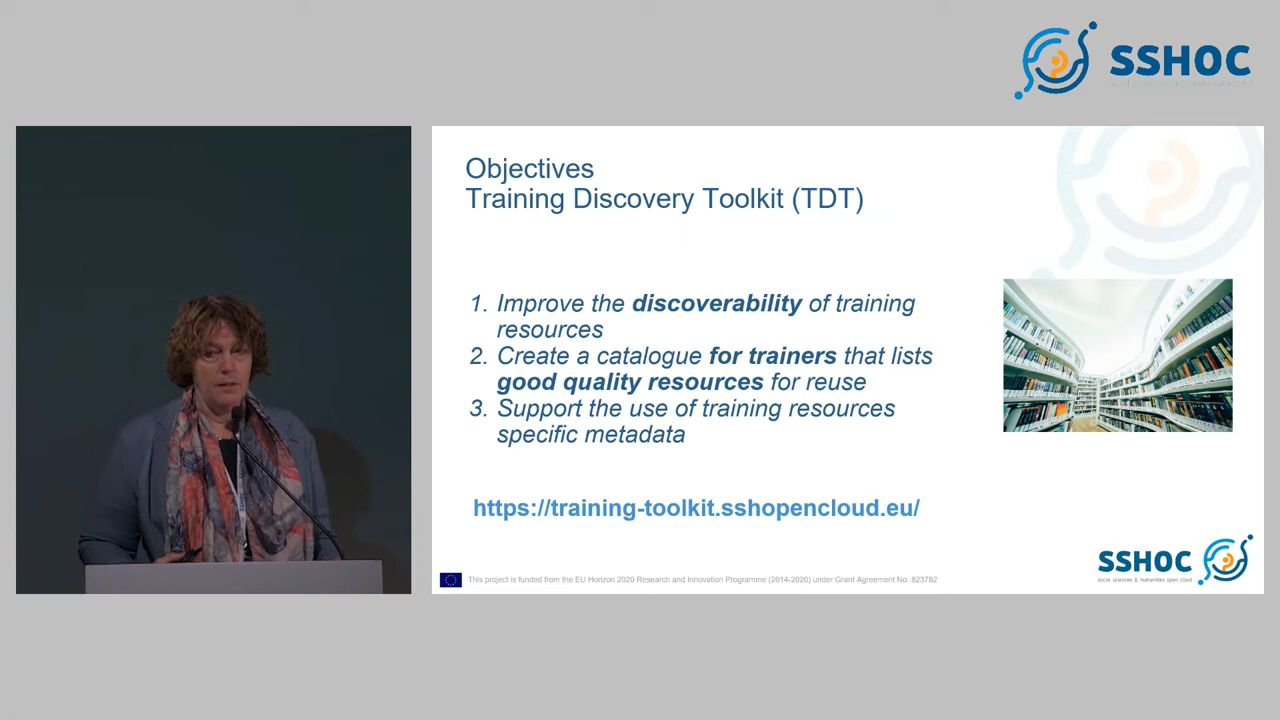 SSHOC
Objectives
Training Discovery Toolkit (TDT)
1. Improve the discoverability of training
resources
2. Create a catalogue for trainers that lists
good quality resources for reuse
3. Support the use of training resources
specific metadata
https://training-toolkit.sshopencloud.eu/
This project is funded from the EU Horizon 2020 Research and Innovation Programme (2014-2020) under Grant Agreement No. 823782
SSHOC
social sciences & humanities open cloud